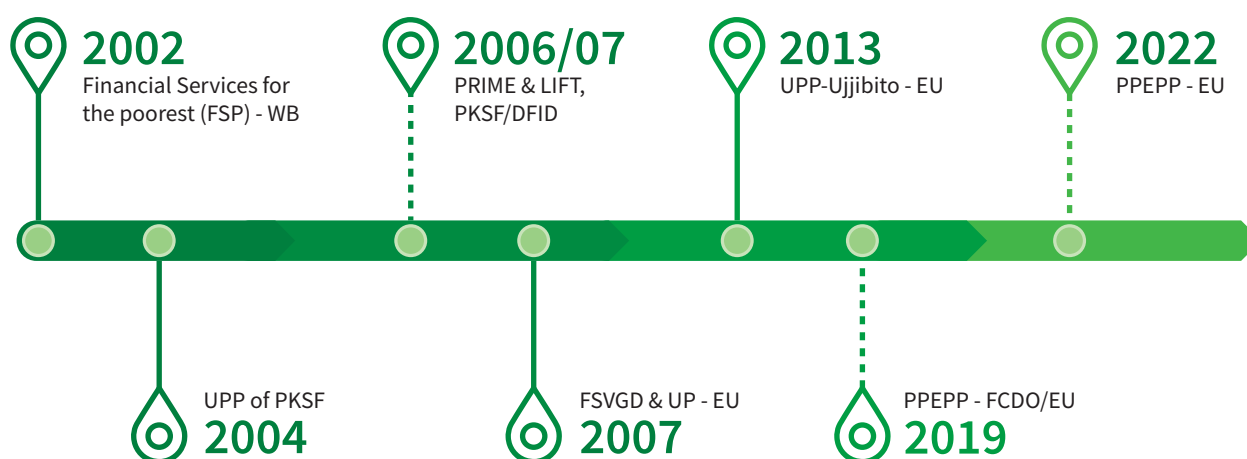 2002
Financial Services for
the poorest (FSP) - WB
2006/07
PRIME & LIFT,
PKSF/DFID
2013
UPP-Ujjibito - EU
2022
PPEPP - EU
UPP of PKSF
2004
FSVGD & UP - EU
2007
PPEPP - FCDO/EU
2019